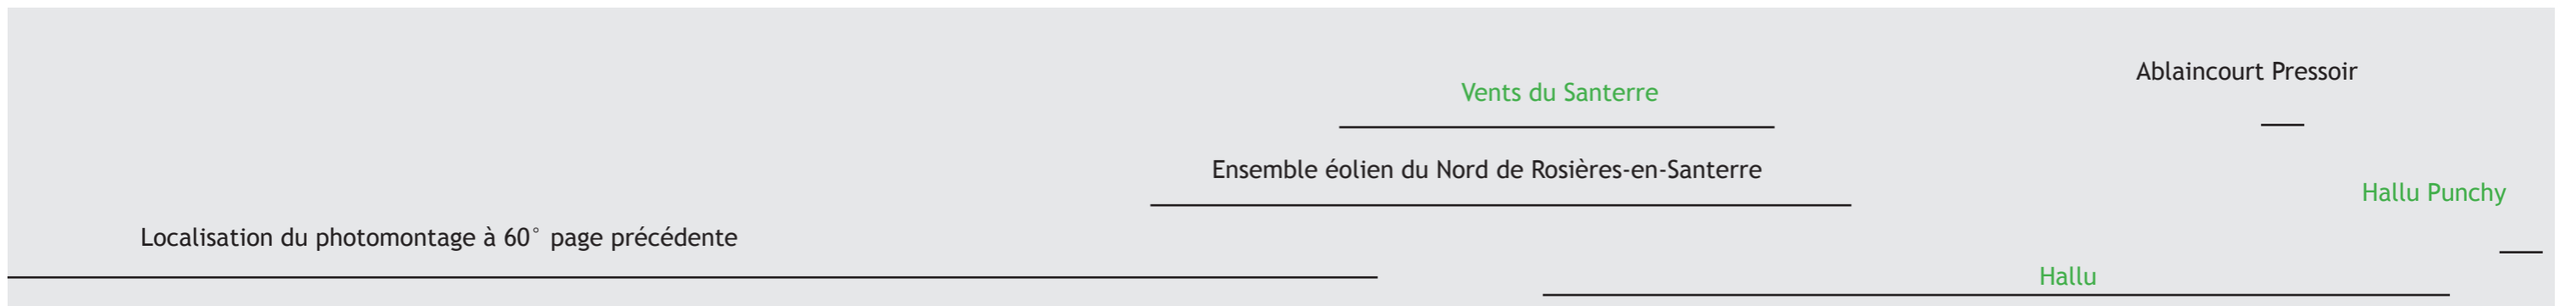 Ablaincourt Pressoir
Vents du Santerre
Ensemble éolien du Nord de Rosières-en-Santerre
Hallu Punchy
Localisation du photomontage à 60° page précédente
Hallu